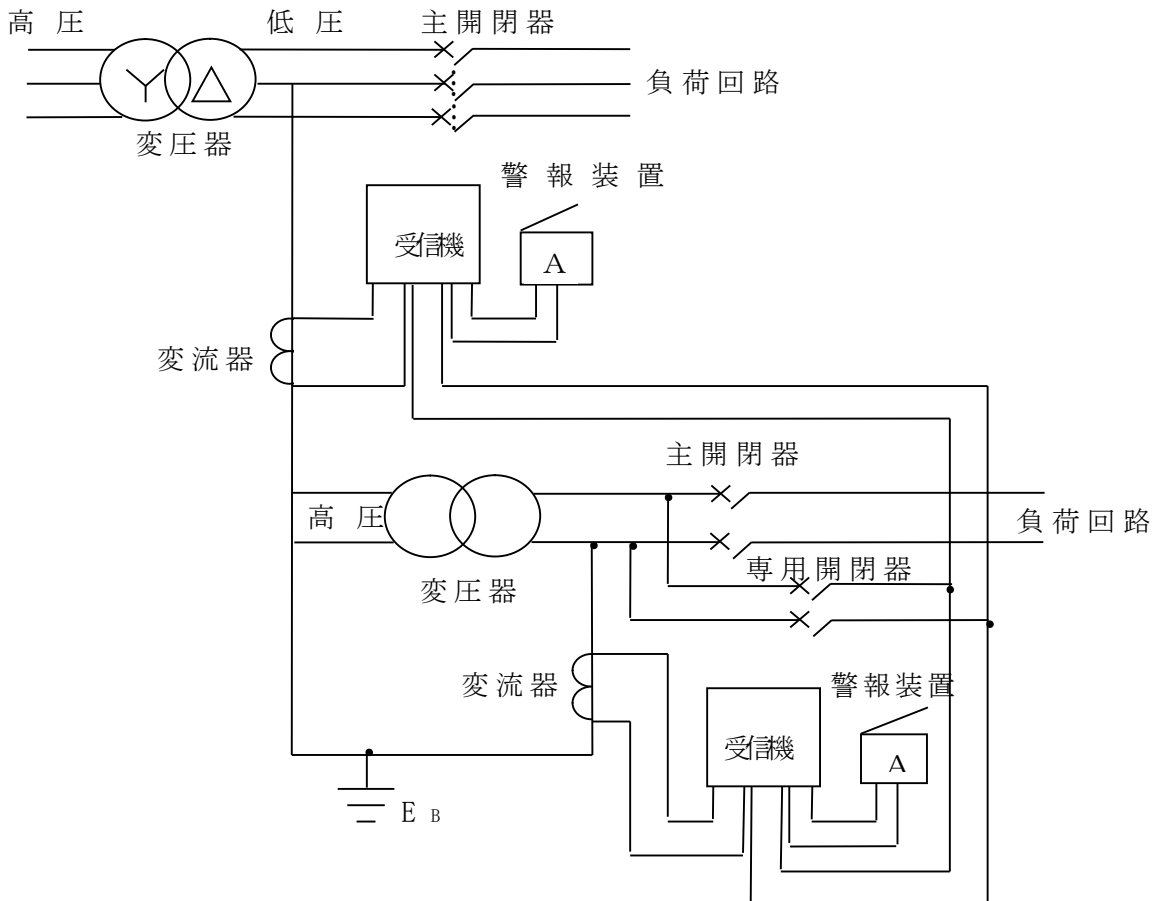 高 圧
低 圧
主開閉器
負荷回路
変圧器
警 報 装 置
受信機
A
変流器
主開閉器
高 圧
負荷回路
専用開閉器
変圧器
変流器
警報装置
受信機
A
E B